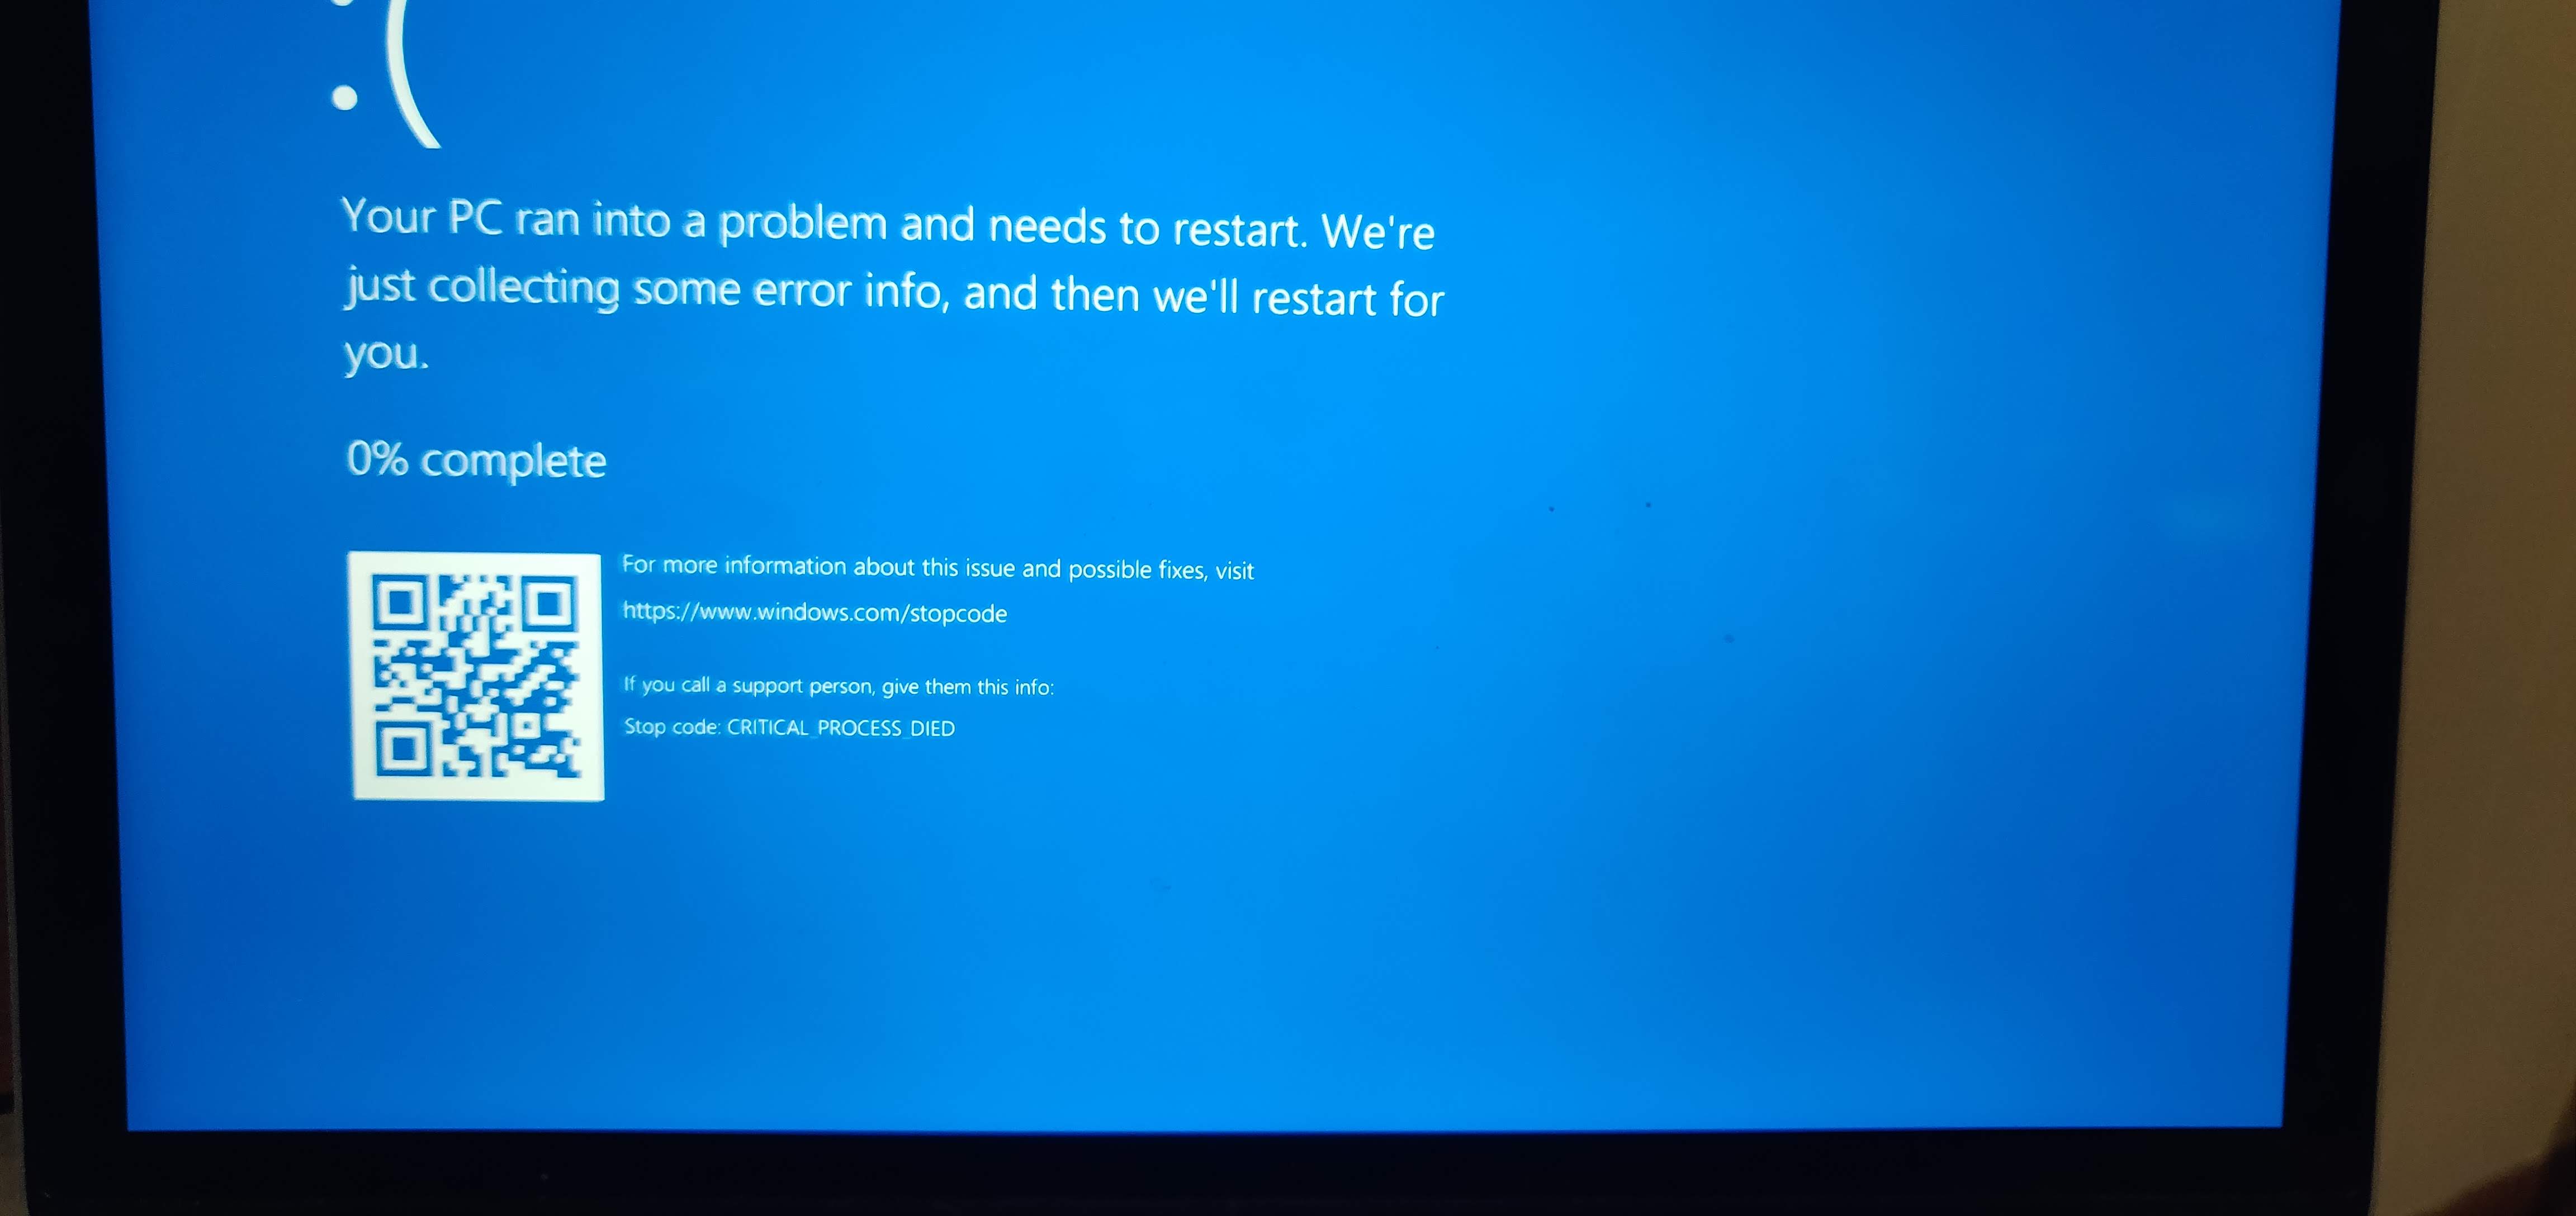 :(
Your PC ran into a problem and needs to restart. We're
just collecting some error info, and then we'll restart for
you.
0% complete
For more information about this issue and possible fixes, visit
https://www.windows.com/stopcode
If you call a support person, give them this info:
Stop code: CRITICAL_PROCESS_DIED